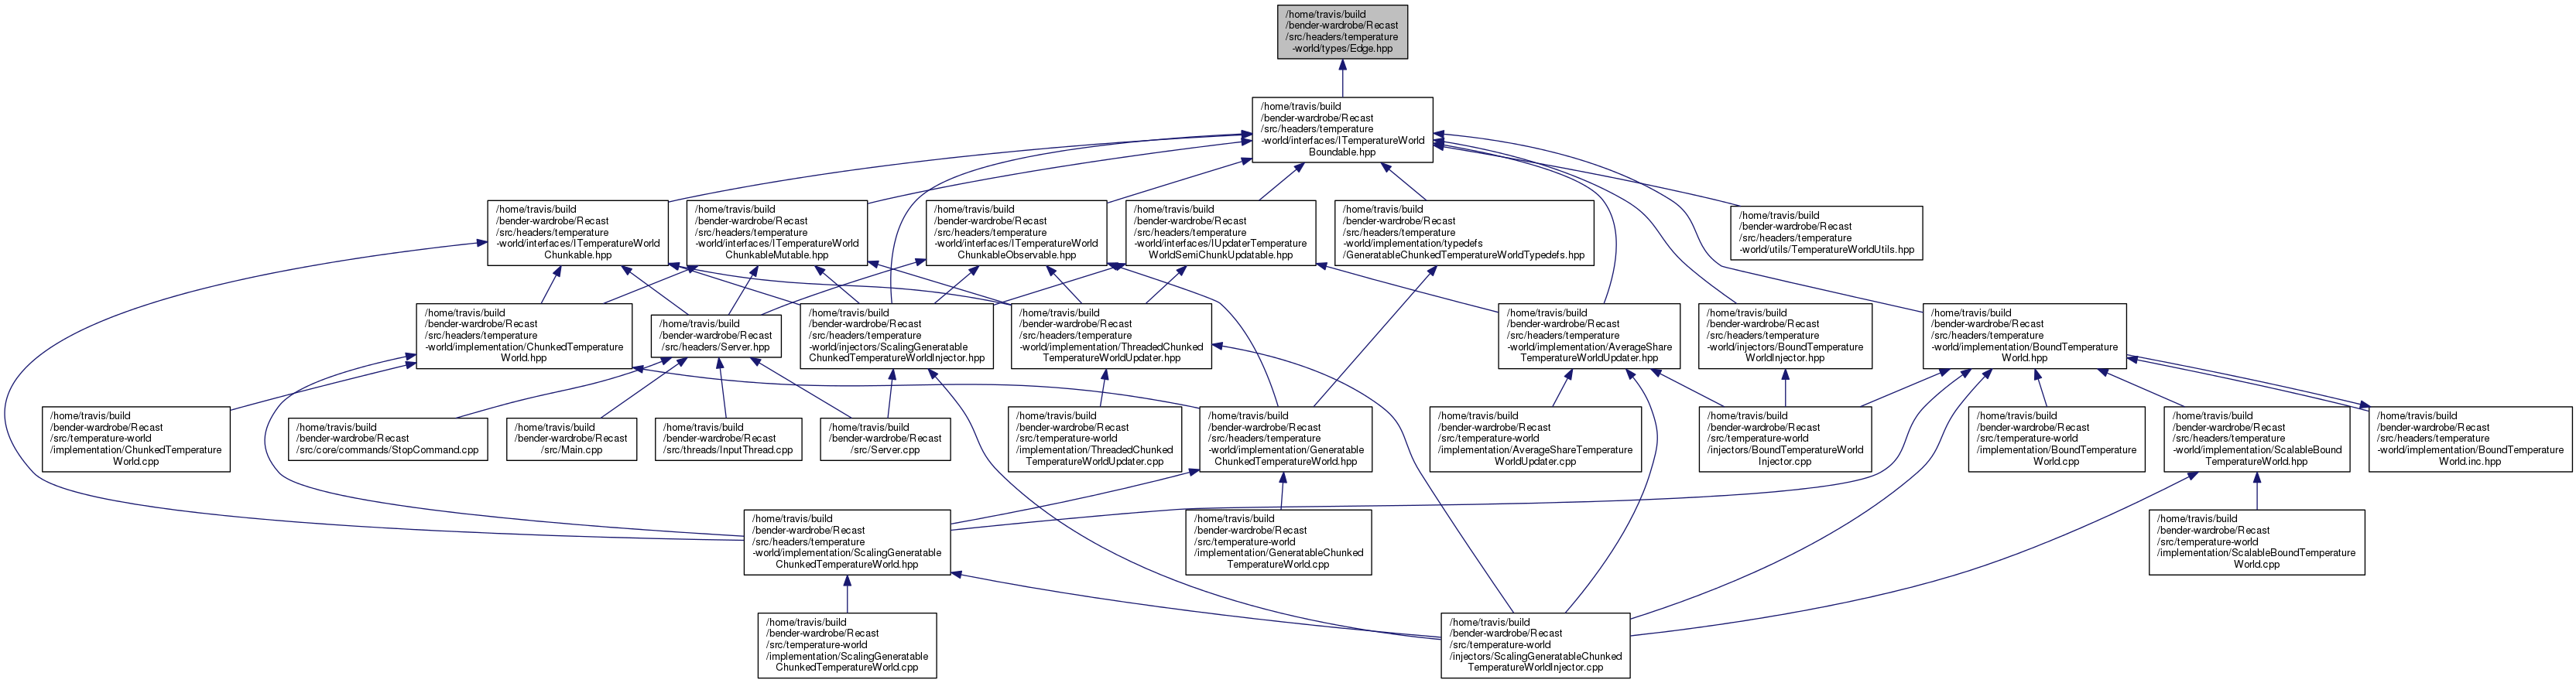 /home/travis/build
/bender-wardrobe/Recast
/src/headers/temperature
-world/types/Edge.hpp
/home/travis/build
/bender-wardrobe/Recast
/src/headers/temperature
-world/interfaces/ITemperatureWorld
Boundable.hpp
/home/travis/build
/bender-wardrobe/Recast
/src/headers/temperature
-world/interfaces/ITemperatureWorld
Chunkable.hpp
/home/travis/build
/bender-wardrobe/Recast
/src/headers/temperature
-world/interfaces/ITemperatureWorld
ChunkableMutable.hpp
/home/travis/build
/bender-wardrobe/Recast
/src/headers/temperature
-world/interfaces/ITemperatureWorld
ChunkableObservable.hpp
/home/travis/build
/bender-wardrobe/Recast
/src/headers/temperature
-world/interfaces/IUpdaterTemperature
WorldSemiChunkUpdatable.hpp
/home/travis/build
/bender-wardrobe/Recast
/src/headers/temperature
-world/implementation/typedefs
/GeneratableChunkedTemperatureWorldTypedefs.hpp
/home/travis/build
/bender-wardrobe/Recast
/src/headers/temperature
-world/utils/TemperatureWorldUtils.hpp
/home/travis/build
/bender-wardrobe/Recast
/src/headers/temperature
-world/implementation/ChunkedTemperature
World.hpp
/home/travis/build
/bender-wardrobe/Recast
/src/headers/Server.hpp
/home/travis/build
/bender-wardrobe/Recast
/src/headers/temperature
-world/injectors/ScalingGeneratable
ChunkedTemperatureWorldInjector.hpp
/home/travis/build
/bender-wardrobe/Recast
/src/headers/temperature
-world/implementation/ThreadedChunked
TemperatureWorldUpdater.hpp
/home/travis/build
/bender-wardrobe/Recast
/src/headers/temperature
-world/implementation/AverageShare
TemperatureWorldUpdater.hpp
/home/travis/build
/bender-wardrobe/Recast
/src/headers/temperature
-world/injectors/BoundTemperature
WorldInjector.hpp
/home/travis/build
/bender-wardrobe/Recast
/src/headers/temperature
-world/implementation/BoundTemperature
World.hpp
/home/travis/build
/bender-wardrobe/Recast
/src/temperature-world
/implementation/ChunkedTemperature
World.cpp
/home/travis/build
/bender-wardrobe/Recast
/src/core/commands/StopCommand.cpp
/home/travis/build
/bender-wardrobe/Recast
/src/Main.cpp
/home/travis/build
/bender-wardrobe/Recast
/src/threads/InputThread.cpp
/home/travis/build
/bender-wardrobe/Recast
/src/Server.cpp
/home/travis/build
/bender-wardrobe/Recast
/src/temperature-world
/implementation/ThreadedChunked
TemperatureWorldUpdater.cpp
/home/travis/build
/bender-wardrobe/Recast
/src/headers/temperature
-world/implementation/Generatable
ChunkedTemperatureWorld.hpp
/home/travis/build
/bender-wardrobe/Recast
/src/temperature-world
/implementation/AverageShareTemperature
WorldUpdater.cpp
/home/travis/build
/bender-wardrobe/Recast
/src/temperature-world
/injectors/BoundTemperatureWorld
Injector.cpp
/home/travis/build
/bender-wardrobe/Recast
/src/temperature-world
/implementation/BoundTemperature
World.cpp
/home/travis/build
/bender-wardrobe/Recast
/src/headers/temperature
-world/implementation/ScalableBound
TemperatureWorld.hpp
/home/travis/build
/bender-wardrobe/Recast
/src/headers/temperature
-world/implementation/BoundTemperature
World.inc.hpp
/home/travis/build
/bender-wardrobe/Recast
/src/headers/temperature
-world/implementation/ScalingGeneratable
ChunkedTemperatureWorld.hpp
/home/travis/build
/bender-wardrobe/Recast
/src/temperature-world
/implementation/GeneratableChunked
TemperatureWorld.cpp
/home/travis/build
/bender-wardrobe/Recast
/src/temperature-world
/implementation/ScalableBoundTemperature
World.cpp
/home/travis/build
/bender-wardrobe/Recast
/src/temperature-world
/implementation/ScalingGeneratable
ChunkedTemperatureWorld.cpp
/home/travis/build
/bender-wardrobe/Recast
/src/temperature-world
/injectors/ScalingGeneratableChunked
TemperatureWorldInjector.cpp